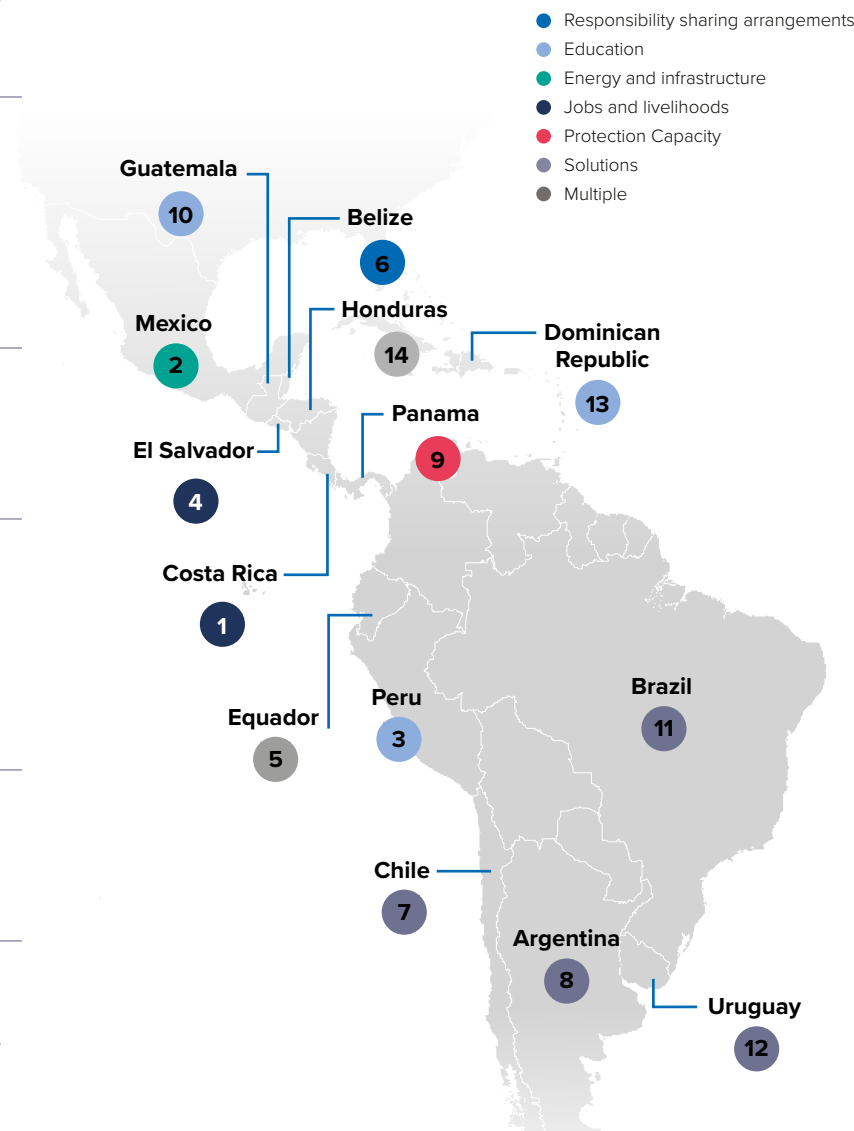 Responsibility sharing arrangements
Education
Energy and infrastructure
Jobs and livelihoods
Protection Capacity
Solutions
Multiple
Guatemala
10
Belize
6
Honduras
14
Mexico
2
Dominican
Republic
13
Panama
9
El Salvador
4
Costa Rica
1
Equador
5
Peru
3
Brazil
11
Chile
7
Argentina
8
Uruguay
12